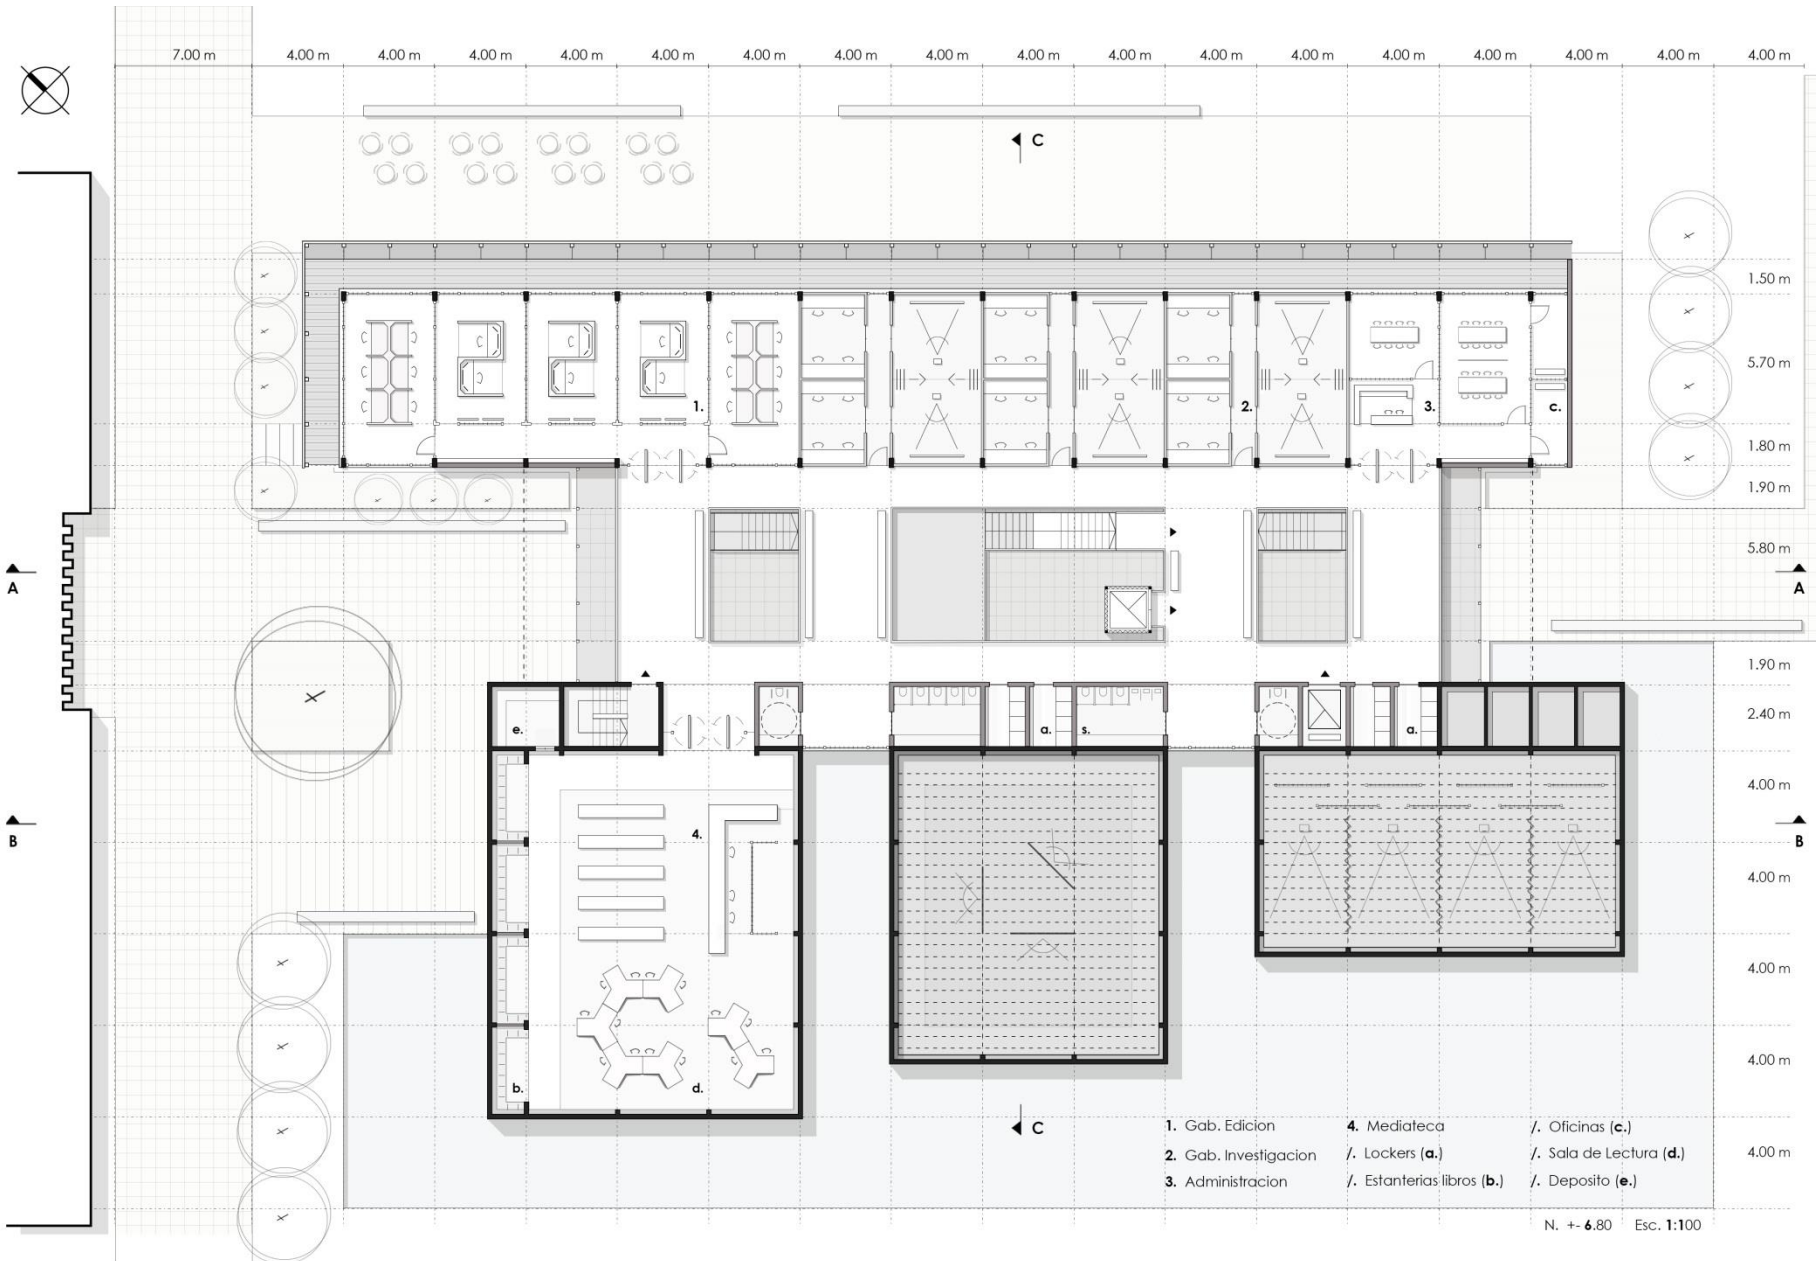 7.00 m 4.00 m 4.00 m 4.00 m 4.00 m 4.00 m 4.00 m 4.00 m 4.00 m 4.00 m 4.00 m 4.00 m 4.00 m 4.00 m 4.00 m 4.00 m 4.00 m 4.00 m
C
1.50 m
5.70 m
1. 2. 3. c.
1.80 m
1.90 m
5.80 m
A A
1.90 m
2.40 m
e. a. s. a.
4.00 m
4.
B B
4.00 m
4.00 m
4.00 m
b. d.
C
1. Gab. Edicion 4. Mediateca /. Oficinas (c.)
2. Gab. Investigacion /. Lockers (a.) /. Sala de Lectura (d.)
3. Administracion /. Estanterias libros (b.) /. Deposito (e.)
4.00 m
N. +- 6.80 Esc. 1:100